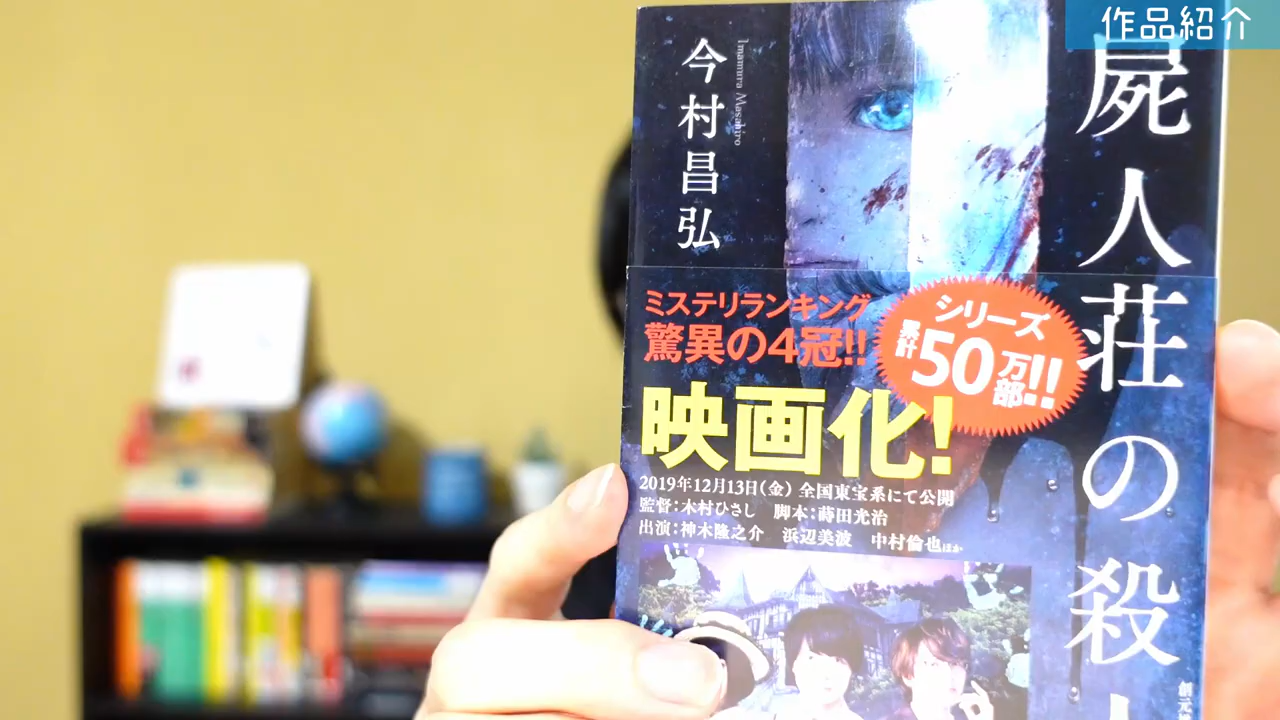 作品紹介
屍人荘の殺
今村昌弘
Imamura Masahiro
ミステリランキング
驚異の4冠!!
シリーズ
累計50万部!!
映画化!
2019年12月13日(金) 全国東宝系にて公開
監督:木村ひさし 脚本:蒔田光治
出演:神木隆之介 浜辺美波 中村倫也ほか
創元